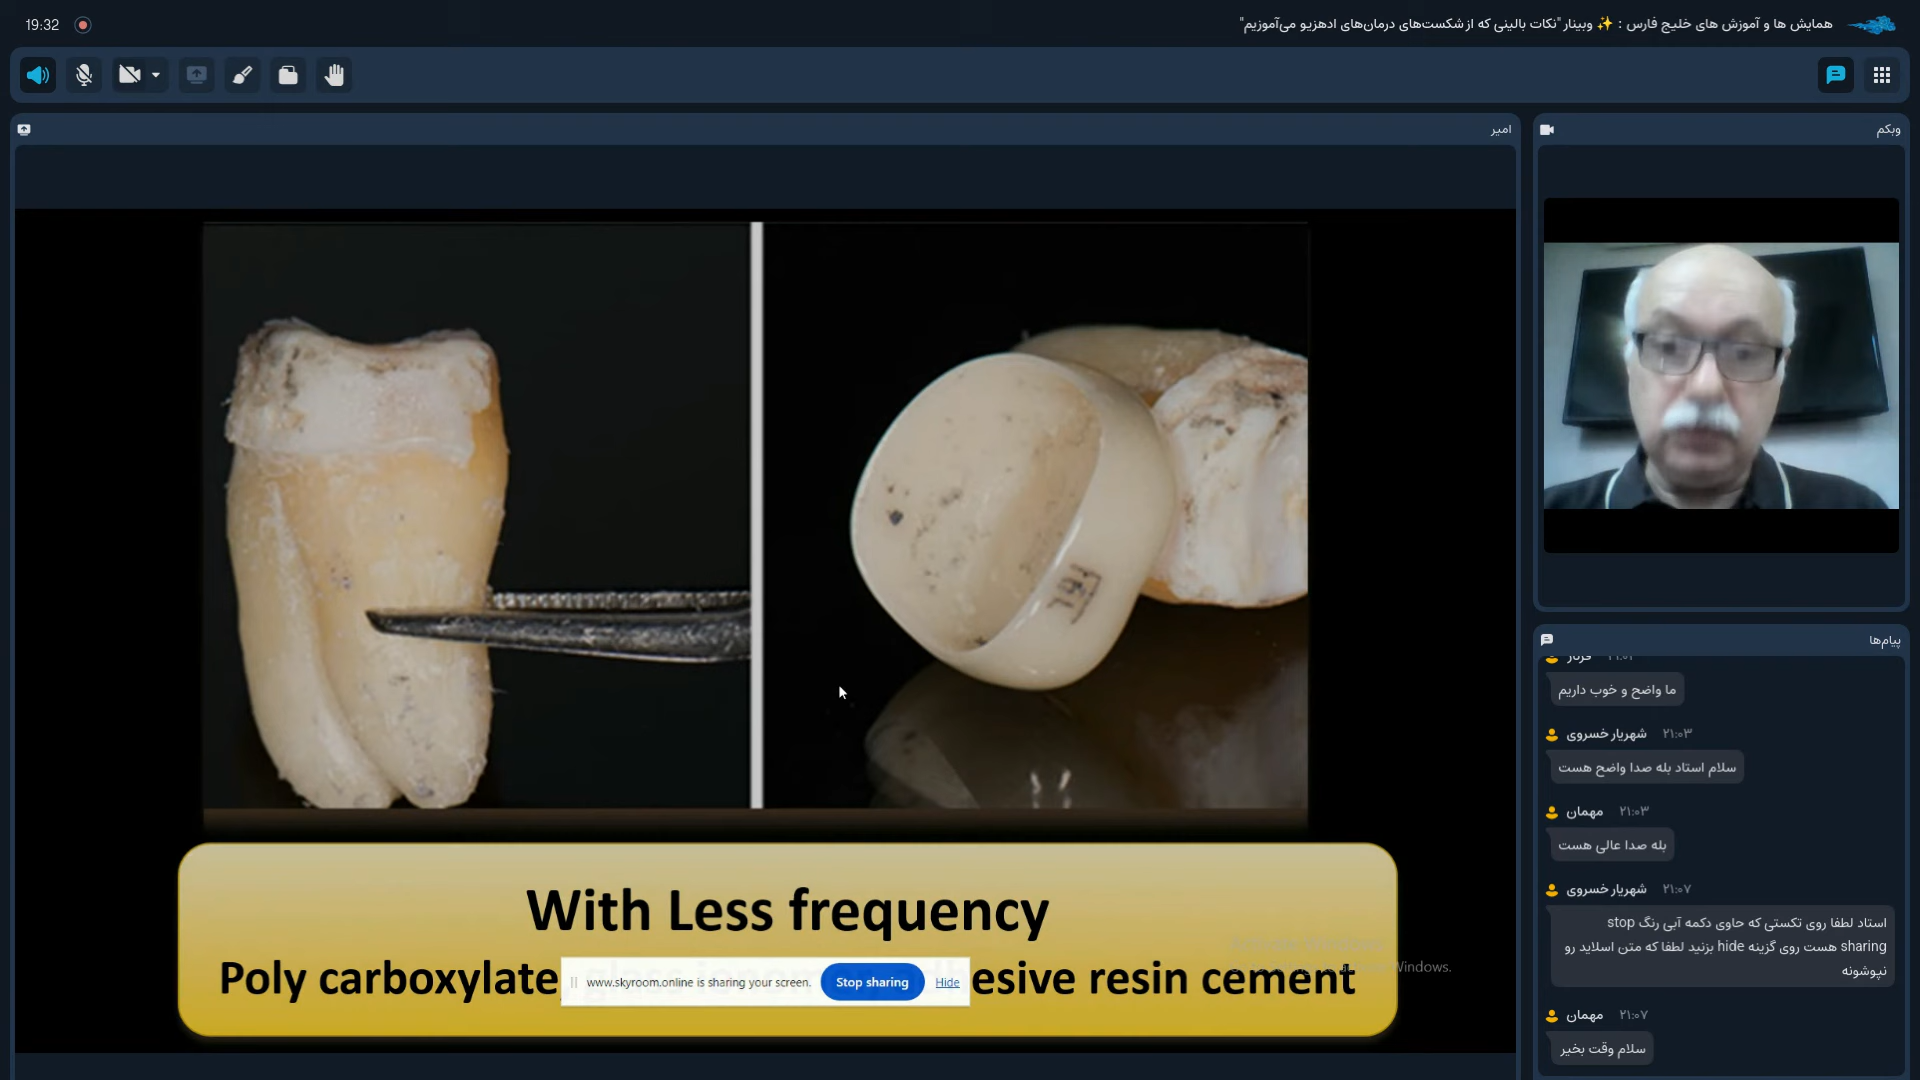 19:32
همایش ها و آموزش های خلیج فارس : ✨ وبینار "نکات بالینی که از شکست‌های درمان‌های ادهزیو می‌آموزیم"
امیر
With Less frequency
Poly carboxylate, esive resin cement
www.skyroom.online is sharing your screen. Stop sharing Hide
Windows.
وبکم
پیام‌ها
ما واضح و خوب داریم
شهریار خسروی ۲۱:۰۳
سلام استاد بله صدا واضح هست
مهمان ۲۱:۰۳
بله صدا عالی هست
شهریار خسروی ۲۱:۰۷
استاد لطفا روی تکستی که حاوی دکمه آبی رنگ stop
sharing هست روی گزینه hide بزنید لطفا که متن اسلاید رو
نپوشونه
مهمان ۲۱:۰۷
سلام وقت بخیر